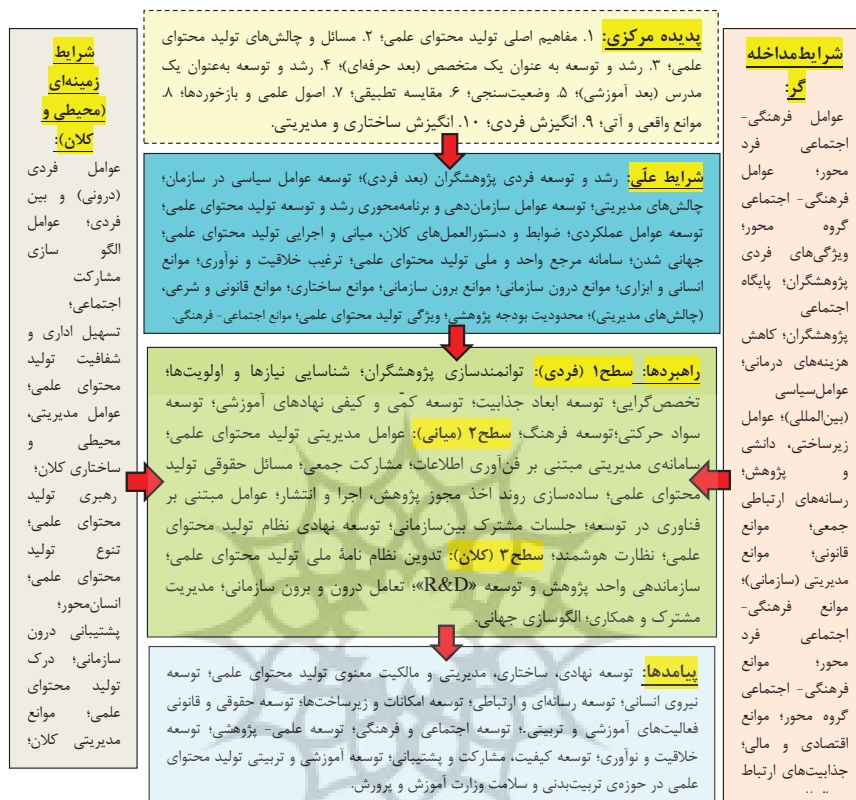 پدیده مرکزی: ۱. مفاهیم اصلی تولید محتوای علمی؛ ۲. مسائل و چالش‌های تولید محتوای
علمی؛ ۳. رشد و توسعه به عنوان یک متخصص (بعد حرفه‌ای)؛ ۴. رشد و توسعه به‌عنوان یک
مدرس (بعد آموزشی)؛ ۵. وضعیت‌سنجی؛ ۶. مقایسه تطبیقی؛ ۷. اصول علمی و بازخوردها؛ ۸.
موانع واقعی و آتی؛ ۹. انگیزش فردی؛ ۱۰. انگیزش ساختاری و مدیریتی.
شرایط‌مداخله
گر:
عوامل فرهنگی-
اجتماعی فرد
محور؛ عوامل
فرهنگی- اجتماعی
گروه محور؛
ویژگی‌های فردی
پژوهشگران؛ پایگاه
اجتماعی
پژوهشگران؛ کاهش
هزینه‌های درمانی؛
عوامل‌سیاسی
(بین‌المللی)؛ عوامل
زیرساختی، دانشی
و پژوهش؛
رسانه‌های ارتباطی
جمعی؛ موانع
قانونی؛ موانع
مدیریتی (سازمانی)؛
موانع فرهنگی-
اجتماعی فرد
محور؛ موانع
فرهنگی- اجتماعی
گروه محور؛ موانع
اقتصادی و مالی؛
جذابیت‌های ارتباط
شرایط علّی: رشد و توسعه فردی پژوهشگران (بعد فردی)؛ توسعه عوامل سیاسی در سازمان؛
چالش‌های مدیریتی؛ توسعه عوامل سازمان‌دهی و برنامه‌محوری رشد و توسعه تولید محتوای علمی؛
توسعه عوامل عملکردی؛ ضوابط و دستورالعمل‌های کلان، میانی و اجرایی تولید محتوای علمی؛
جهانی شدن؛ سامانه مرجع واحد و ملی تولید محتوای علمی؛ ترغیب خلاقیت و نوآوری؛ موانع
انسانی و ابزاری؛ موانع درون سازمانی؛ موانع برون سازمانی؛ موانع ساختاری؛ موانع قانونی و شرعی،
(چالش‌های مدیریتی)؛ محدودیت بودجه پژوهشی؛ ویژگی تولید محتوای علمی؛ موانع اجتماعی- فرهنگی.
راهبردها: سطح۱ (فردی): توانمندسازی پژوهشگران؛ شناسایی نیازها و اولویت‌ها؛
تخصص‌گرایی؛ توسعه ابعاد جذابیت؛ توسعه کمّی و کیفی نهادهای آموزشی؛ توسعه
سواد حرکتی؛توسعه فرهنگ؛ سطح۲ (میانی): عوامل مدیریتی تولید محتوای علمی؛
سامانه‌ی مدیریتی مبتنی بر فن‌آوری اطلاعات؛ مشارکت جمعی؛ مسائل حقوقی تولید
محتوای علمی؛ ساده‌سازی روند اخذ مجوز پژوهش، اجرا و انتشار؛ عوامل مبتنی بر
فناوری در توسعه؛ جلسات مشترک بین‌سازمانی؛ توسعه نهادی نظام تولید محتوای
علمی؛ نظارت هوشمند؛ سطح۳ (کلان): تدوین نظام نامهٔ ملی تولید محتوای علمی؛
سازماندهی واحد پژوهش و توسعه «R&D»؛ تعامل درون و برون سازمانی؛ مدیریت
مشترک و همکاری؛ الگوسازی جهانی.
پیامدها: توسعه نهادی، ساختاری، مدیریتی و مالکیت معنوی تولید محتوای علمی؛ توسعه
نیروی انسانی؛ توسعه رسانه‌ای و ارتباطی؛ توسعه امکانات و زیرساخت‌ها؛ توسعه حقوقی و قانونی
فعالیت‌های آموزشی و تربیتی.؛ توسعه اجتماعی و فرهنگی؛ توسعه علمی- پژوهشی؛ توسعه
خلاقیت و نوآوری؛ توسعه کیفیت، مشارکت و پشتیبانی؛ توسعه آموزشی و تربیتی تولید محتوای
علمی در حوزه‌ی تربیت‌بدنی و سلامت وزارت آموزش و پرورش.
شرایط
زمینه‌ای
(محیطی و
کلان):
عوامل فردی
(درونی) و بین
فردی؛ عوامل
الگو سازی
مشارکت
اجتماعی؛
تسهیل اداری و
شفافیت تولید
محتوای علمی؛
عوامل مدیریتی،
محیطی و
ساختاری کلان؛
رهبری تولید
محتوای علمی؛
تنوع تولید
محتوای علمی؛
انسان‌محور؛
پشتیبانی درون
سازمانی؛ درک
تولید محتوای
علمی؛ موانع
مدیریتی کلان؛